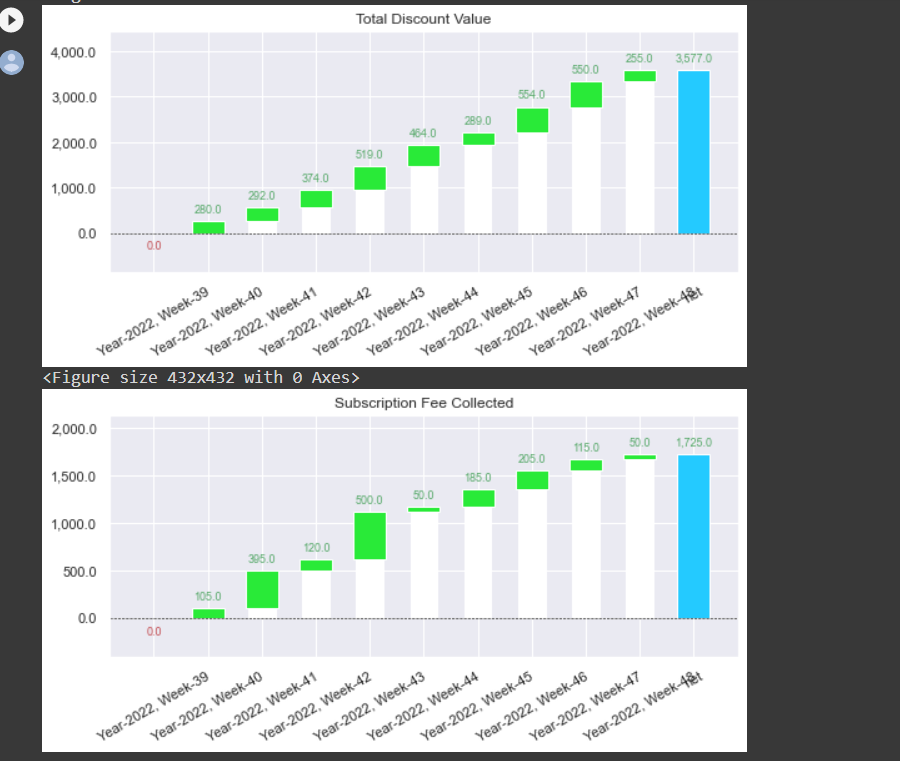 Total Discount Value
4,000.0
3,000.0
2,000.0
1,000.0
0.0
0.0
280.0
292.0
374.0
519.0
464.0
289.0
554.0
550.0
255.0
3,577.0
Year-2022, Week-39
Year-2022, Week-40
Year-2022, Week-41
Year-2022, Week-42
Year-2022, Week-43
Year-2022, Week-44
Year-2022, Week-45
Year-2022, Week-46
Year-2022, Week-47
Year-2022, Week-48
<Figure size 432x432 with 0 Axes>
Subscription Fee Collected
2,000.0
1,500.0
1,000.0
500.0
0.0
0.0
105.0
395.0
120.0
500.0
50.0
185.0
205.0
115.0
50.0
1,725.0
Year-2022, Week-39
Year-2022, Week-40
Year-2022, Week-41
Year-2022, Week-42
Year-2022, Week-43
Year-2022, Week-44
Year-2022, Week-45
Year-2022, Week-46
Year-2022, Week-47
Year-2022, Week-48